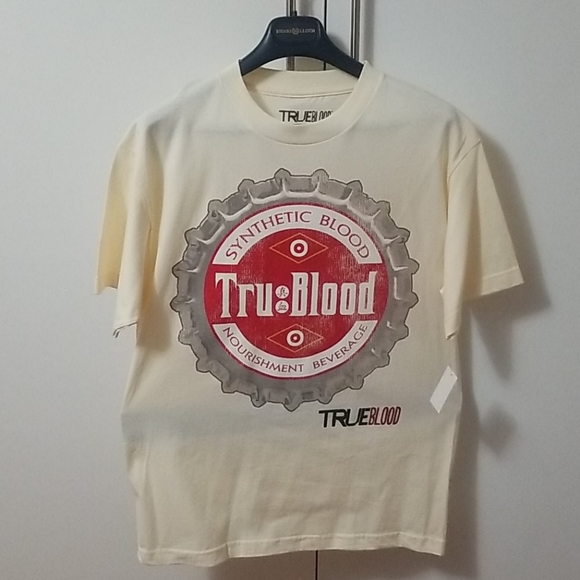 TRUEBLOOD
SYNTHETIC BLOOD
Tru:Blood
NOURISHMENT BEVERAGE
TRUEBLOOD